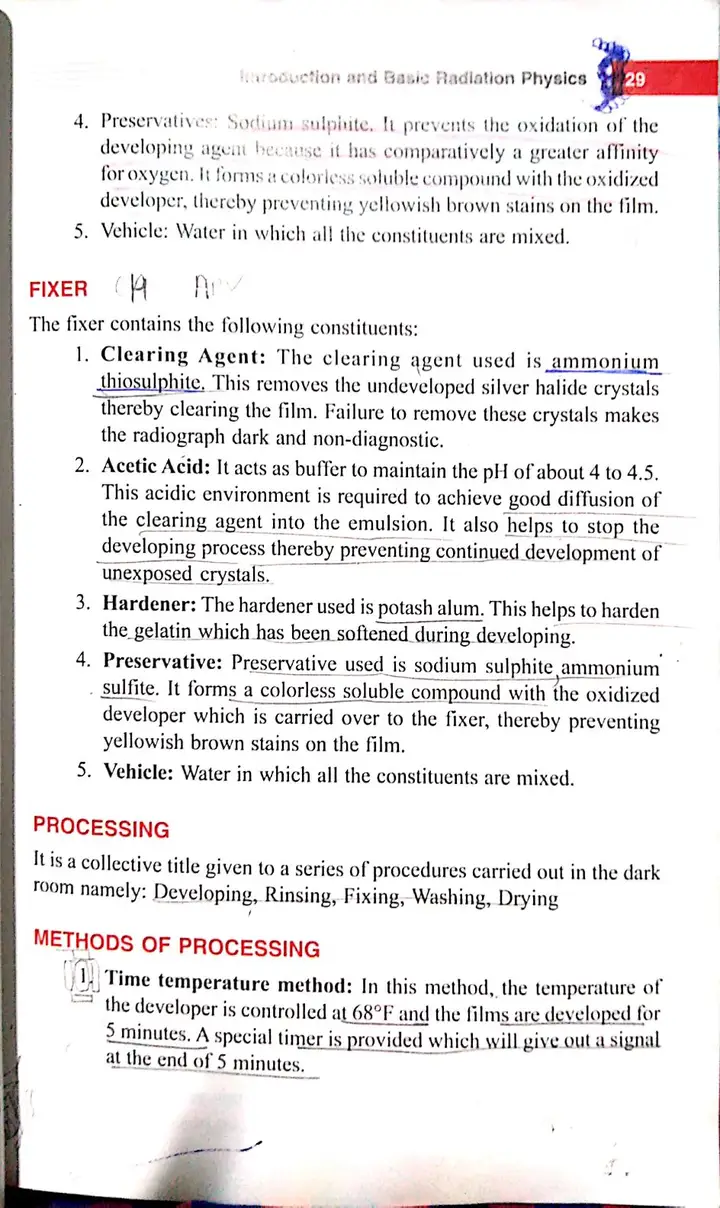 Introduction and Basic Radiation Physics 29
4. Preservatives: Sodium sulphite. It prevents the oxidation of the
developing agent because it has comparatively a greater affinity
for oxygen. It forms a colorless soluble compound with the oxidized
developer, thereby preventing yellowish brown stains on the film.
5. Vehicle: Water in which all the constituents are mixed.
FIXER
The fixer contains the following constituents:
1. Clearing Agent: The clearing agent used is ammonium
thiosulphite. This removes the undeveloped silver halide crystals
thereby clearing the film. Failure to remove these crystals makes
the radiograph dark and non-diagnostic.
2. Acetic Acid: It acts as buffer to maintain the pH of about 4 to 4.5.
This acidic environment is required to achieve good diffusion of
the clearing agent into the emulsion. It also helps to stop the
developing process thereby preventing continued development of
unexposed crystals.
3. Hardener: The hardener used is potash alum. This helps to harden
the gelatin which has been softened during developing.
4. Preservative: Preservative used is sodium sulphite, ammonium
sulfite. It forms a colorless soluble compound with the oxidized
developer which is carried over to the fixer, thereby preventing
yellowish brown stains on the film.
5. Vehicle: Water in which all the constituents are mixed.
PROCESSING
It is a collective title given to a series of procedures carried out in the dark
room namely: Developing, Rinsing, Fixing, Washing, Drying
METHODS OF PROCESSING
1. Time temperature method: In this method, the temperature of
the developer is controlled at 68°F and the films are developed for
5 minutes. A special timer is provided which will give out a signal
at the end of 5 minutes.